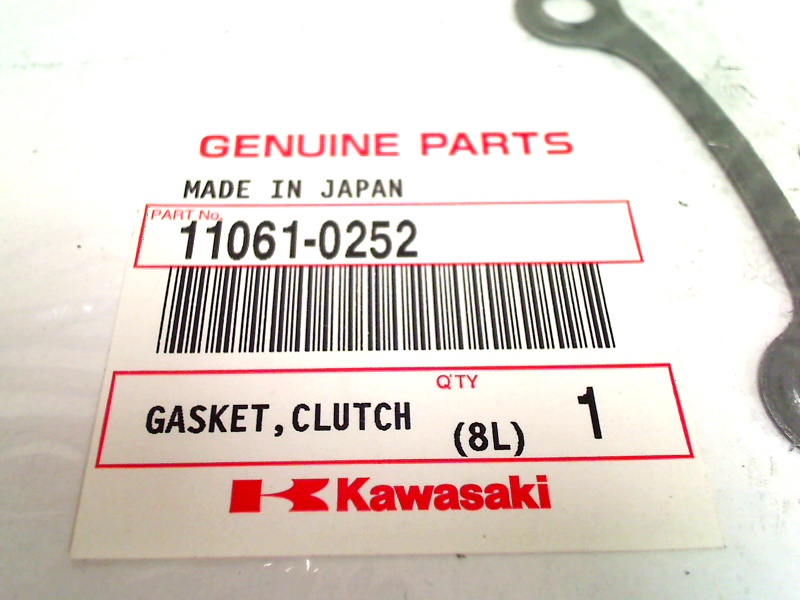 GENUINE PARTS
MADE IN JAPAN
PART No.
11061-0252
Q'TY
GASKET,CLUTCH (8L) 1
Kawasaki